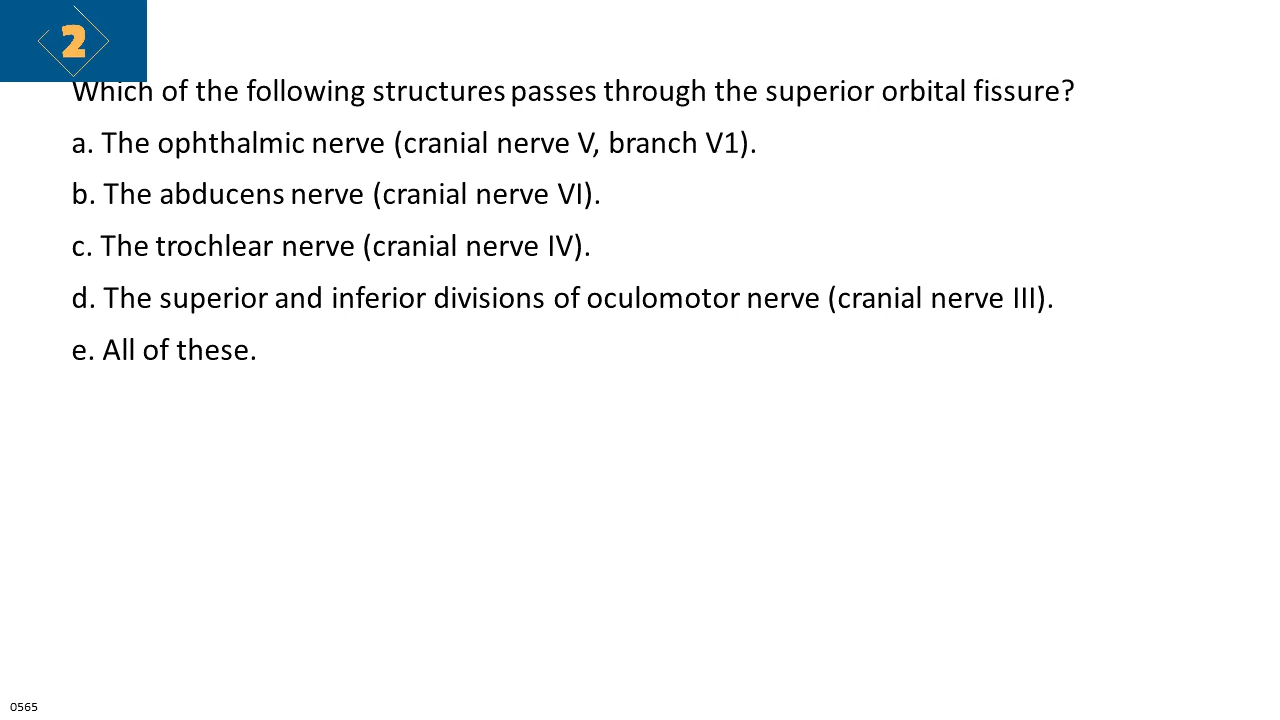 2
Which of the following structures passes through the superior orbital fissure?
a. The ophthalmic nerve (cranial nerve V, branch V1).
b. The abducens nerve (cranial nerve VI).
c. The trochlear nerve (cranial nerve IV).
d. The superior and inferior divisions of oculomotor nerve (cranial nerve III).
e. All of these.
0565